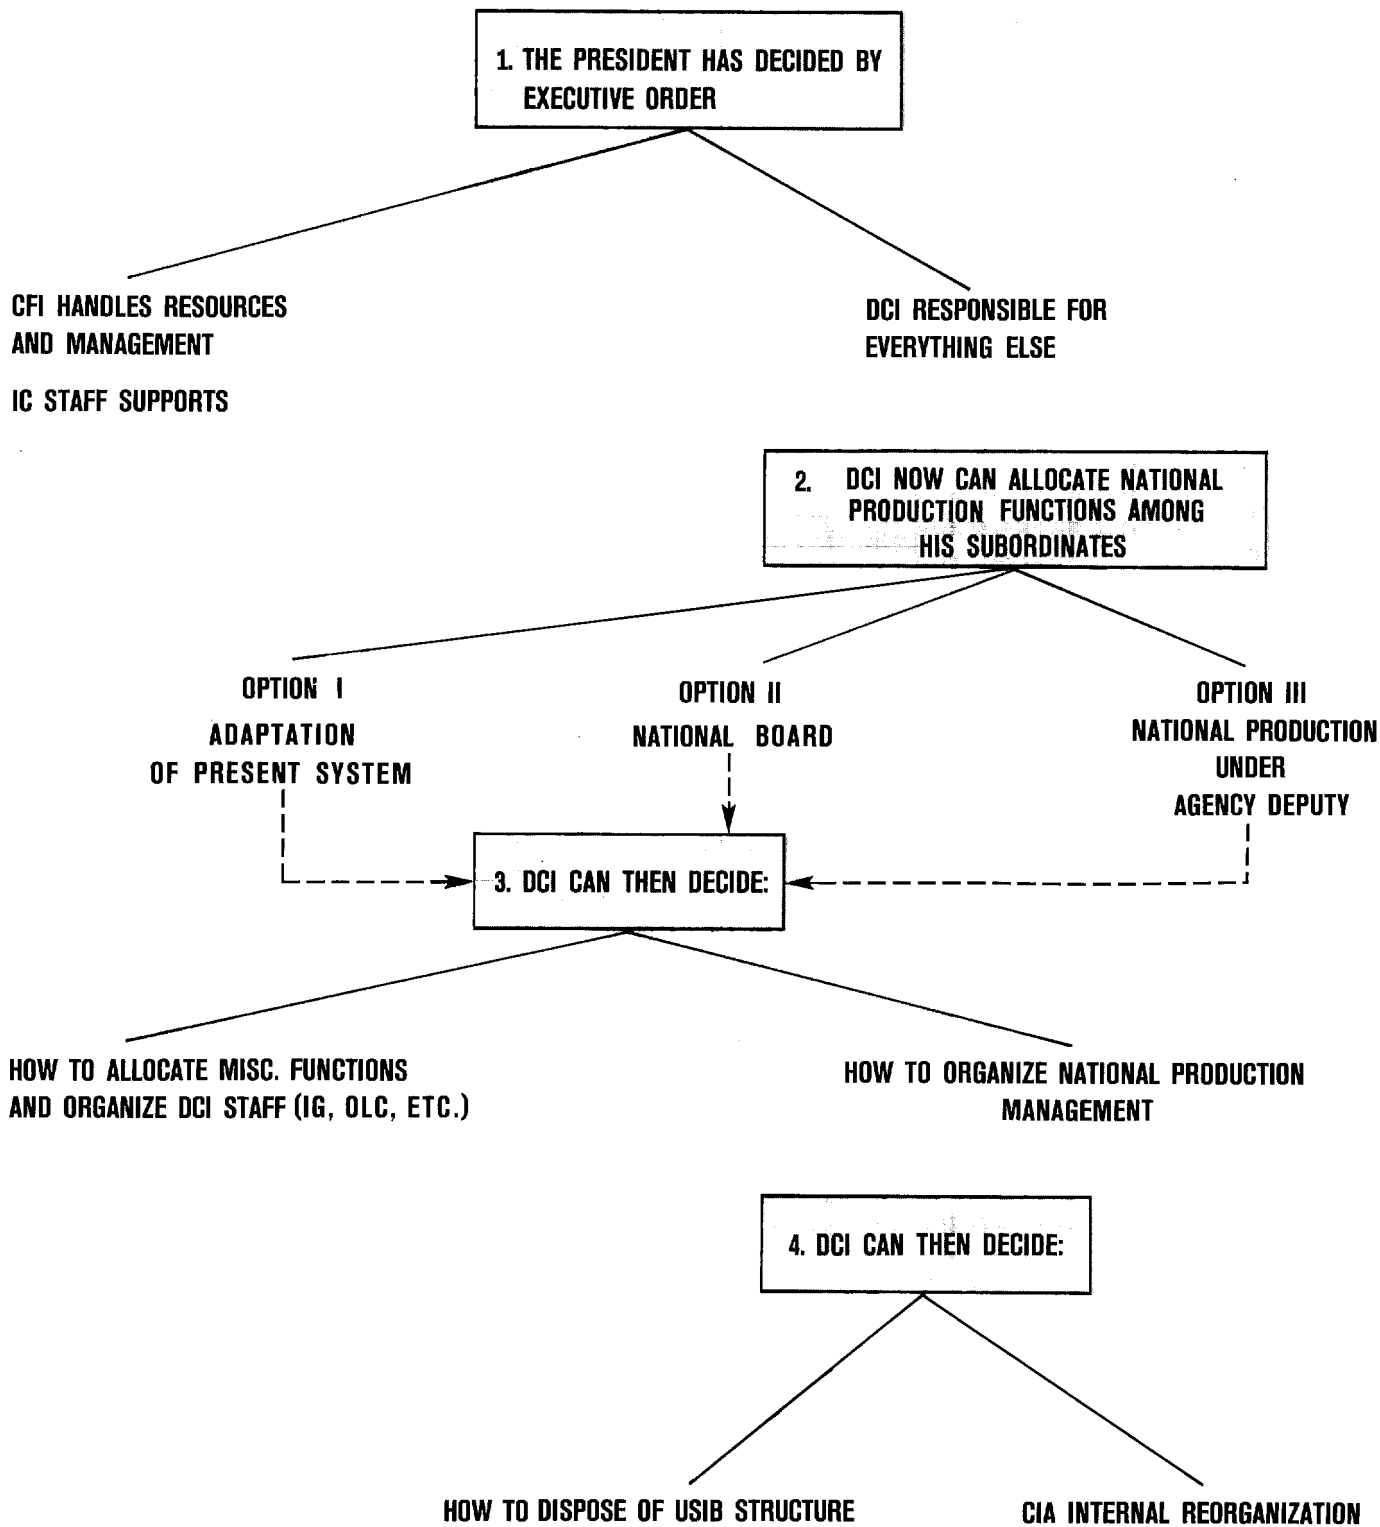 1. THE PRESIDENT HAS DECIDED BY
EXECUTIVE ORDER
CFI HANDLES RESOURCES
AND MANAGEMENT
IC STAFF SUPPORTS
DCI RESPONSIBLE FOR
EVERYTHING ELSE
2. DCI NOW CAN ALLOCATE NATIONAL
PRODUCTION FUNCTIONS AMONG
HIS SUBORDINATES
OPTION I
ADAPTATION
OF PRESENT SYSTEM
OPTION II
NATIONAL BOARD
OPTION III
NATIONAL PRODUCTION
UNDER
AGENCY DEPUTY
3. DCI CAN THEN DECIDE:
HOW TO ALLOCATE MISC. FUNCTIONS
AND ORGANIZE DCI STAFF (IG, OLC, ETC.)
HOW TO ORGANIZE NATIONAL PRODUCTION
MANAGEMENT
4. DCI CAN THEN DECIDE:
HOW TO DISPOSE OF USIB STRUCTURE
CIA INTERNAL REORGANIZATION